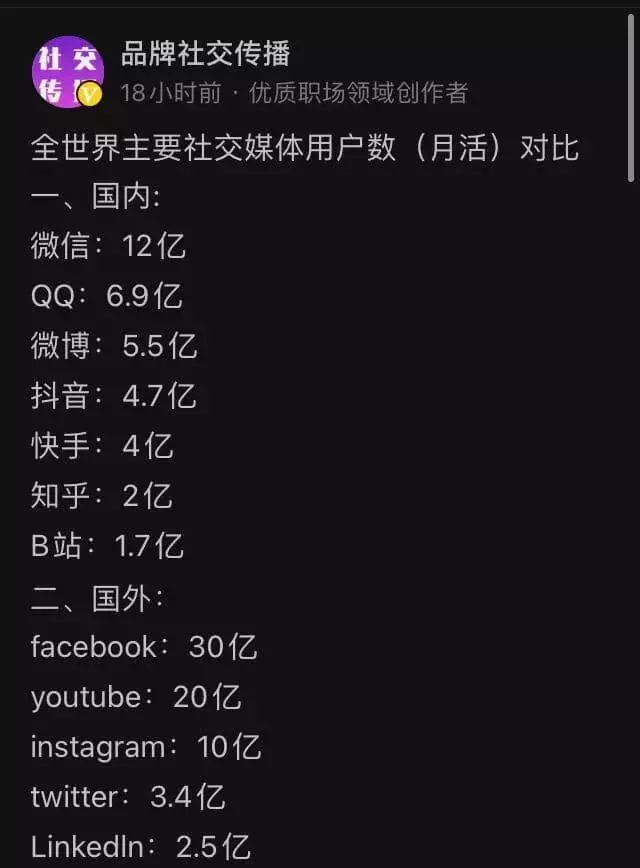 社交
传
V
品牌社交传播
18小时前 · 优质职场领域创作者
全世界主要社交媒体用户数（月活）对比
一、国内:
微信：12亿
QQ：6.9亿
微博：5.5亿
抖音：4.7亿
快手：4亿
知乎：2亿
B站：1.7亿
二、国外：
facebook：30亿
youtube：20亿
instagram：10亿
twitter：3.4亿
LinkedIn：2.5亿